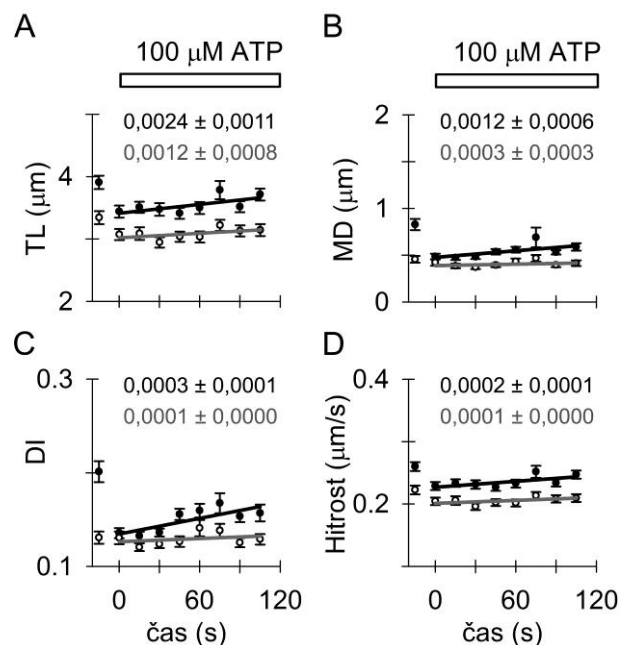 A
100 μM ATP
0,0024 ± 0,0011
0,0012 ± 0,0008
4
2
TL (μm)
B
100 μM ATP
0,0012 ± 0,0006
0,0003 ± 0,0003
2
1
0
MD (μm)
C
0,0003 ± 0,0001
0,0001 ± 0,0000
0.3
0.1
DI
0 60 120
čas (s)
D
0,0002 ± 0,0001
0,0001 ± 0,0000
0.4
0.2
Hitrost (μm/s)
0 60 120
čas (s)